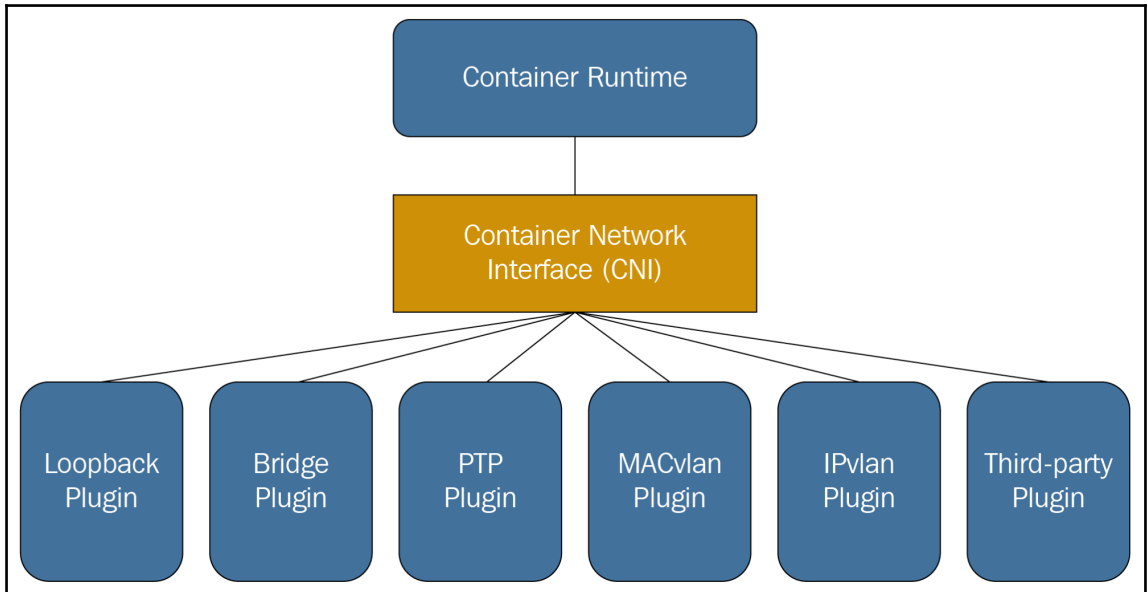 Container Runtime
Container Network
Interface (CNI)
Loopback
Plugin
Bridge
Plugin
PTP
Plugin
MACvlan
Plugin
IPvlan
Plugin
Third-party
Plugin